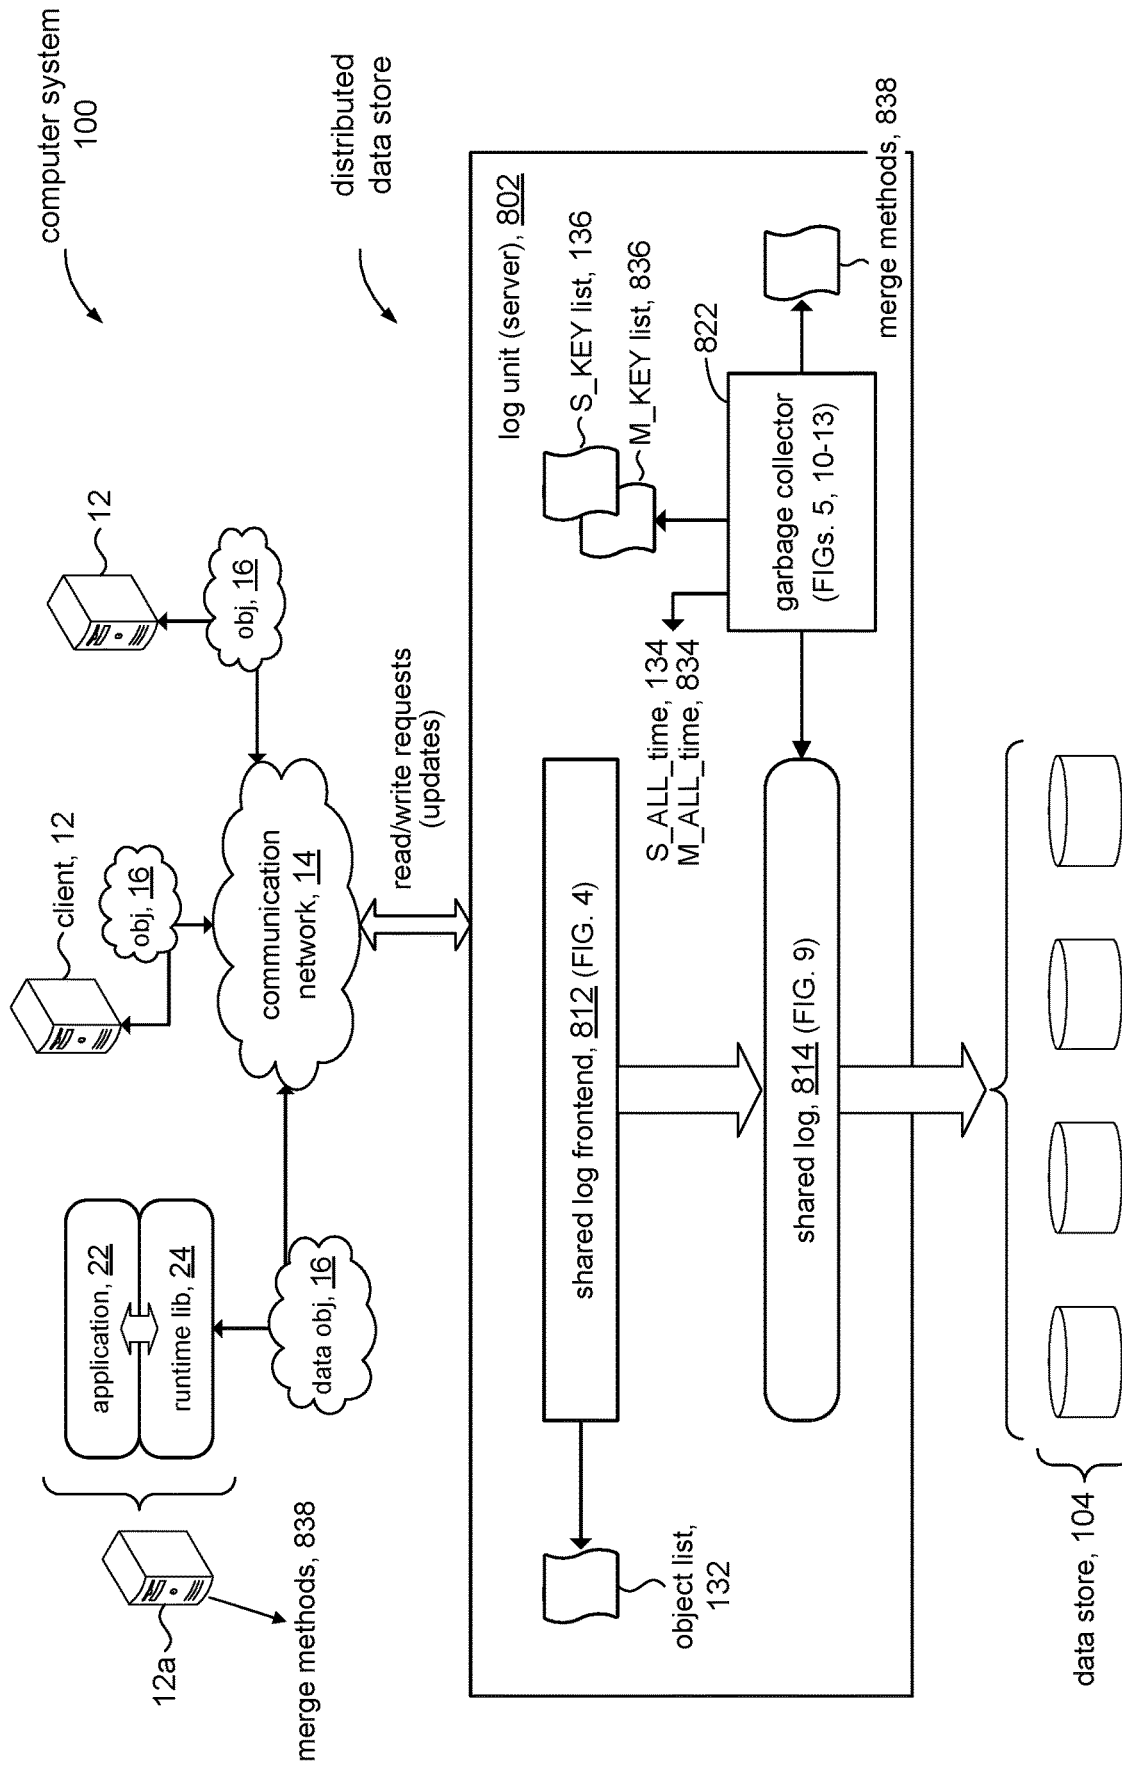 computer system
100
distributed
data store
12
client, 12
obj, 16
obj, 16
communication
network, 14
application, 22
runtime lib, 24
data obj, 16
12a
merge methods, 838
read/write requests
(updates)
log unit (server), 802
S_KEY list, 136
M_KEY list, 836
822
garbage collector
(FIGs. 5, 10-13)
merge methods, 838
S_ALL_time, 134
M_ALL_time, 834
shared log frontend, 812 (FIG. 4)
shared log, 814 (FIG. 9)
object list,
132
data store, 104